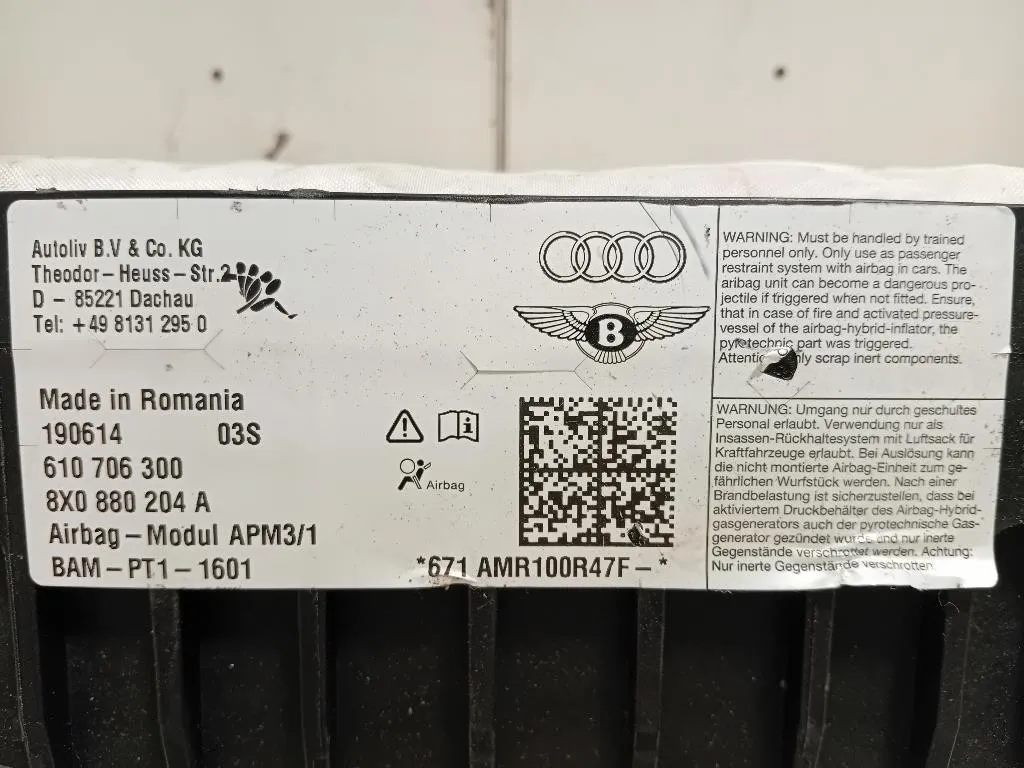 Autoliv B.V & Co. KG
Theodor-Heuss-Str.2
D - 85221 Dachau
Tel: +49 8131 295 0
B
Made in Romania
190614 03S
610 706 300
8X0 880 204 A
Airbag-Modul APM3/1
BAM-PT1-1601
Airbag
*671 AMR100R47F-*
WARNING: Must be handled by trained
personnel only. Only use as passenger
restraint system with airbag in cars. The
airbag unit can become a dangerous pro-
jectile if triggered when not fitted. Ensure,
that in case of fire and activated pressure-
vessel of the airbag-hybrid-inflator, the
pyrotechnic part was triggered.
scrap inert components.
WARNUNG: Umgang nur durch geschultes
Personal erlaubt. Verwendung nur als
Insassen-Rückhaltesystem mit Luftsack für
Kraftfahrzeuge erlaubt. Bei Auslösung kann
die nicht montierte Airbag-Einheit zum ge-
fährlichen Wurfstück werden. Nach einer
Brandbelastung ist sicherzustellen, dass bei
aktiviertem Druckbehälter des Airbag-Hybrid-
gasgenerators auch der pyrotechnische Gas-
generator gezündet wurde und nur inerte
Gegenstände verschrottet werden. Achtung:
Nur inerte Gegenstände verschrotten